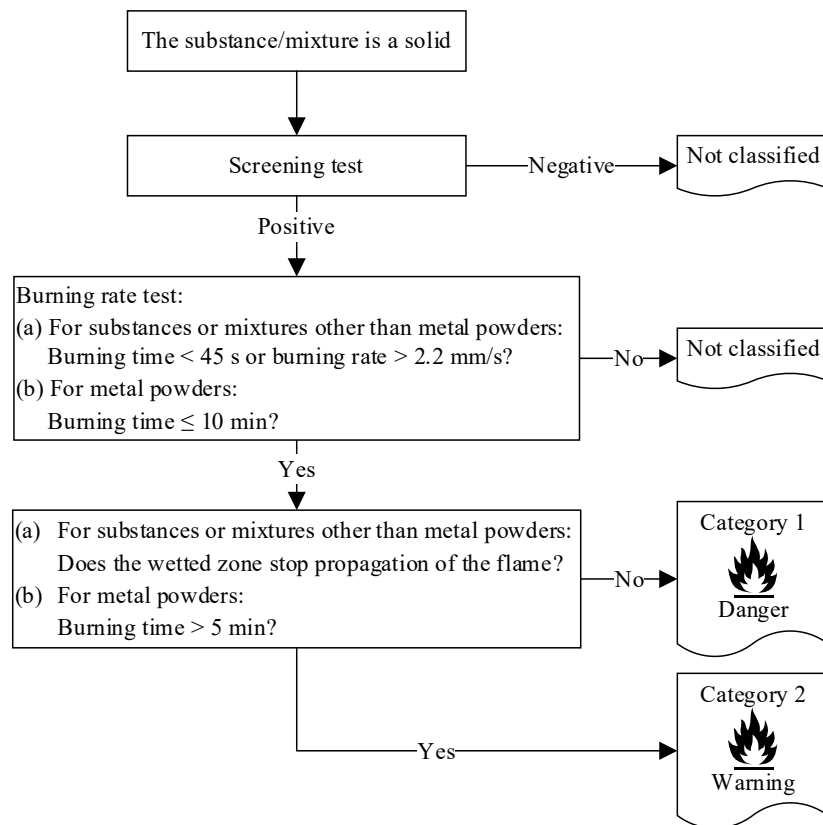 The substance/mixture is a solid
Screening test
Negative
Not classified
Positive
Burning rate test:
(a) For substances or mixtures other than metal powders:
Burning time < 45 s or burning rate > 2.2 mm/s?
(b) For metal powders:
Burning time ≤ 10 min?
No
Not classified
Yes
(a) For substances or mixtures other than metal powders:
Does the wetted zone stop propagation of the flame?
(b) For metal powders:
Burning time > 5 min?
No
Category 1
Danger
Yes
Category 2
Warning